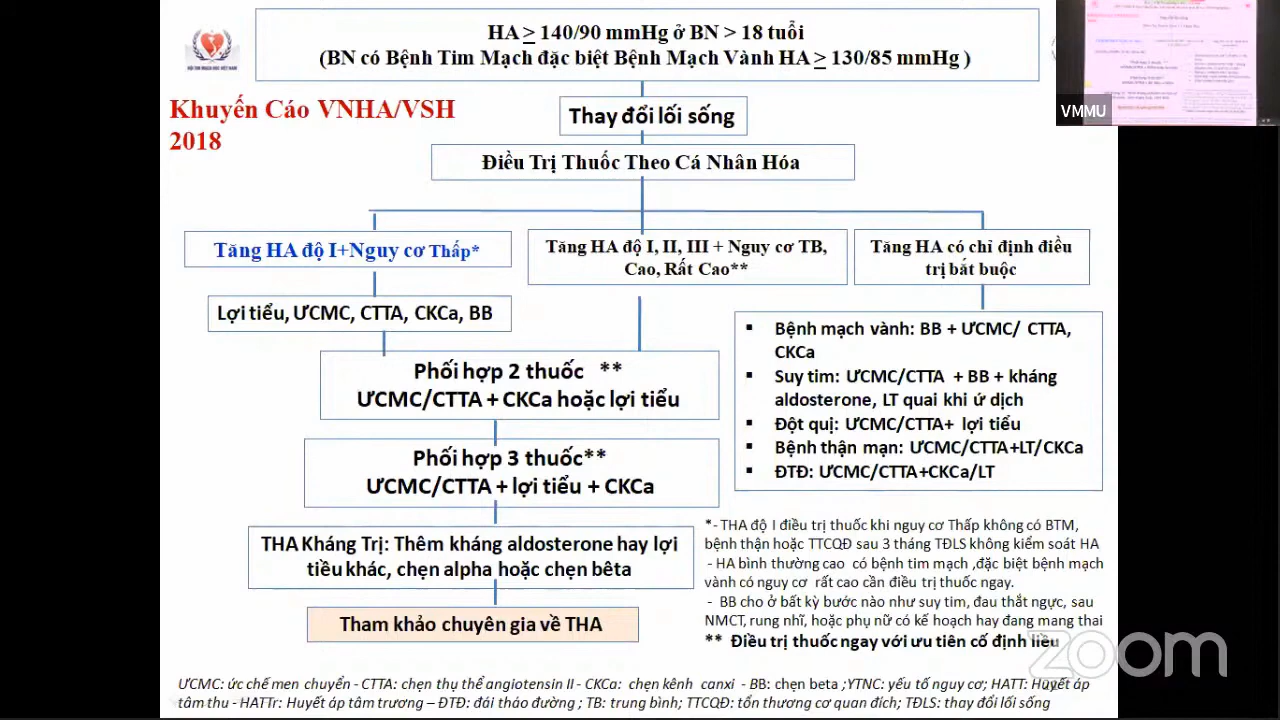 HA ≥ 140/90 mmHg ở BN > 18 tuổi
(BN có Bệnh Tim Mạch đặc biệt Bệnh Mạch Vành HA ≥ 130/85 mmHg )
HỘI TIM MẠCH HỌC VIỆT NAM
VMMU
Khuyến Cáo VNHA/VSH
2018
Thay đổi lối sống
Điều Trị Thuốc Theo Cá Nhân Hóa
Tăng HA độ I+Nguy cơ Thấp*
Tăng HA độ I, II, III + Nguy cơ TB,
Cao, Rất Cao**
Tăng HA có chỉ định điều
trị bắt buộc
Lợi tiểu, ƯCMC, CTTA, CKCa, BB
Phối hợp 2 thuốc **
ƯCMC/CTTA + CKCa hoặc lợi tiểu
Phối hợp 3 thuốc**
ƯCMC/CTTA + lợi tiểu + CKCa
THA Kháng Trị: Thêm kháng aldosterone hay lợi
tiểu khác, chẹn alpha hoặc chẹn bêta
Tham khảo chuyên gia về THA
▪ Bệnh mạch vành: BB + ƯCMC/ CTTA,
CKCa
▪ Suy tim: ƯCMC/CTTA + BB + kháng
aldosterone, LT quai khi ứ dịch
▪ Đột quị: ƯCMC/CTTA+ lợi tiểu
▪ Bệnh thận mạn: ƯCMC/CTTA+LT/CKCa
▪ ĐTĐ: ƯCMC/CTTA+CKCa/LT
*- THA độ I điều trị thuốc khi nguy cơ Thấp không có BTM,
bệnh thận hoặc TTCQĐ sau 3 tháng TĐLS không kiểm soát HA
- HA bình thường cao có bệnh tim mạch ,đặc biệt bệnh mạch
vành có nguy cơ rất cao cần điều trị thuốc ngay.
- BB cho ở bất kỳ bước nào như suy tim, đau thắt ngực, sau
NMCT, rung nhĩ, hoặc phụ nữ có kế hoạch hay đang mang thai
** Điều trị thuốc ngay với ưu tiên cố định liều
zoom
ƯCMC: ức chế men chuyển - CTTA: chẹn thụ thể angiotensin II - CKCa: chẹn kênh canxi - BB: chẹn beta ;YTNC: yếu tố nguy cơ; HATT: Huyết áp
tâm thu - HATTr: Huyết áp tâm trương – ĐTĐ: đái tháo đường ; TB: trung bình; TTCQĐ: tổn thương cơ quan đích; TĐLS: thay đổi lối sống